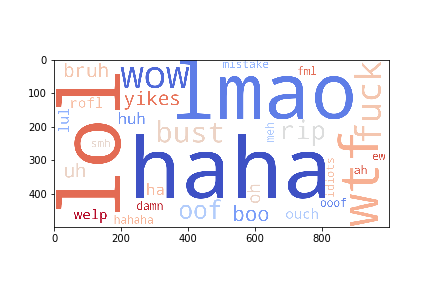 0
100
200
300
400
0
200
400
600
800
bruh
wow
lmao
mistake
fml
fuck
rofl
yikes
lol
lul
huh
bust
meh
rip
smh
haha
wtf
ew
uh
ha
oh
idiots
ah
welp
damn
hahaha
oof
boo
ouch
ooof